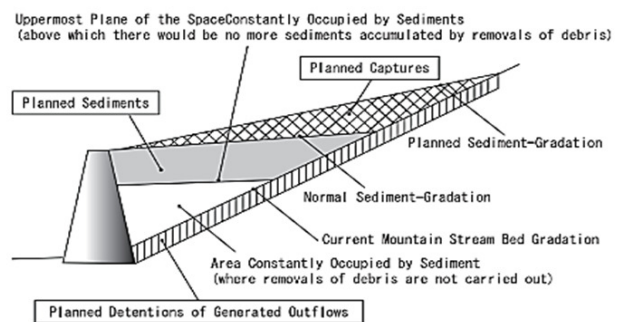 Uppermost Plane of the SpaceConstantly Occupied by Sediments
(above which there would be no more sediments accumulated by removals of debris)
Planned Captures
Planned Sediments
Planned Sediment-Gradation
Normal Sediment-Gradation
Current Mountain Stream Bed Gradation
Area Constantly Occupied by Sediment
(where removals of debris are not carried out)
Planned Detentions of Generated Outflows